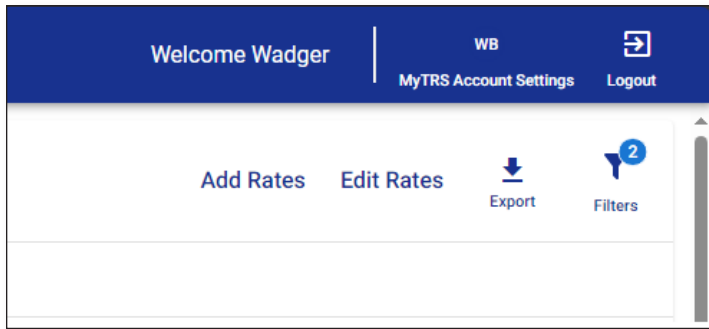 Welcome Wadger
WB
MyTRS Account Settings
Logout
Add Rates
Edit Rates
Export
2
Filters